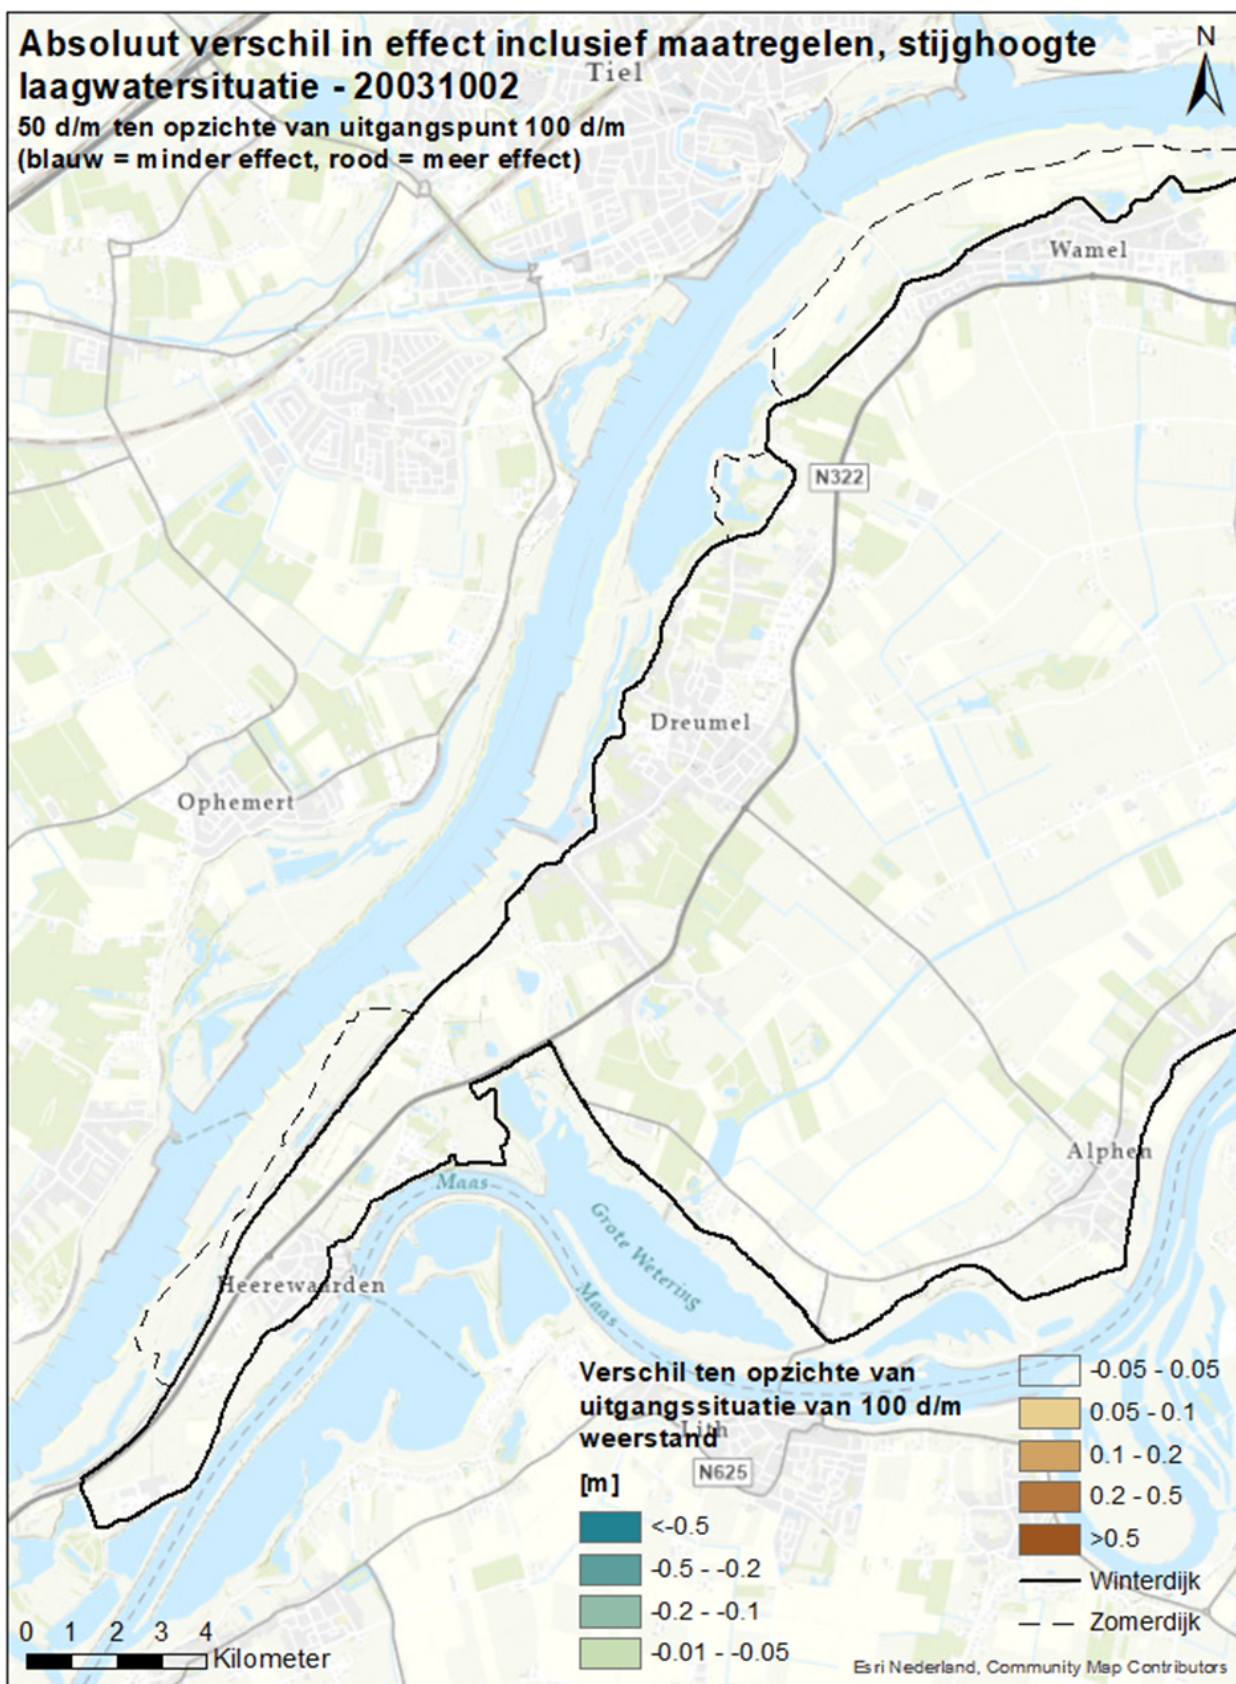 Absoluut verschil in effect inclusief maatregelen, stijghoogte
laagwatersituatie - 20031002
50 d/m ten opzichte van uitgangspunt 100 d/m
(blauw = minder effect, rood = meer effect)
N
Tiel
Wamel
N322
Dreumel
Ophemert
Alphen
Maas
Grote Wetering
Maas
Heerewaarden
Lith
N625
Verschil ten opzichte van
uitgangssituatie van 100 d/m
weerstand
[m]
<-0.5
-0.5 - -0.2
-0.2 - -0.1
-0.01 - -0.05
-0.05 - 0.05
0.05 - 0.1
0.1 - 0.2
0.2 - 0.5
>0.5
Winterdijk
Zomerdijk
0 1 2 3 4
Kilometer
Esri Nederland, Community Map Contributors